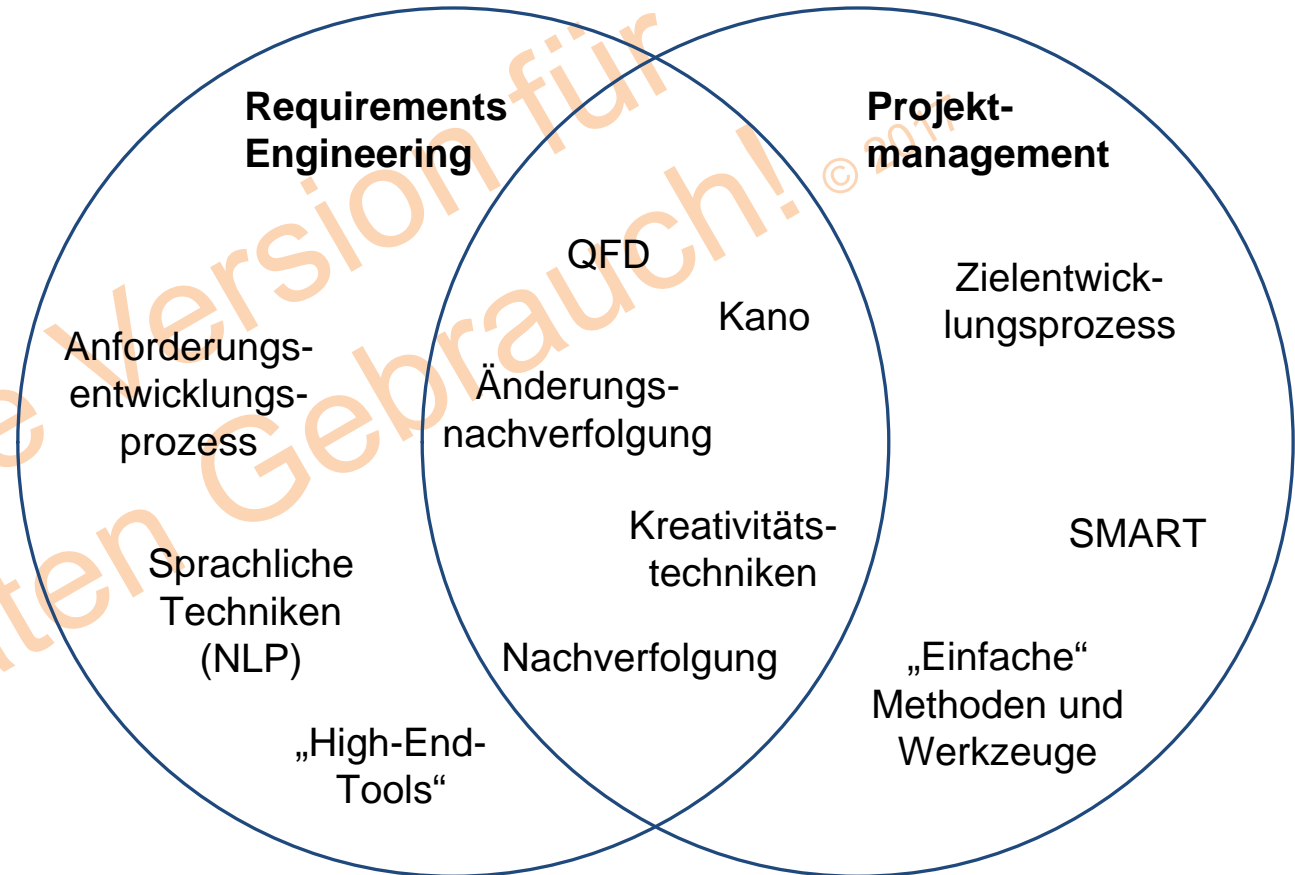 Requirements
Engineering
Projekt-
management
QFD
Kano
Zielentwick-
lungsprozess
Anforderungs-
entwicklungs-
prozess
Änderungs-
nachverfolgung
Kreativitäts-
techniken
SMART
Sprachliche
Techniken
(NLP)
Nachverfolgung
„Einfache“
Methoden und
Werkzeuge
„High-End-
Tools“
Version für
Gebrauch! ©